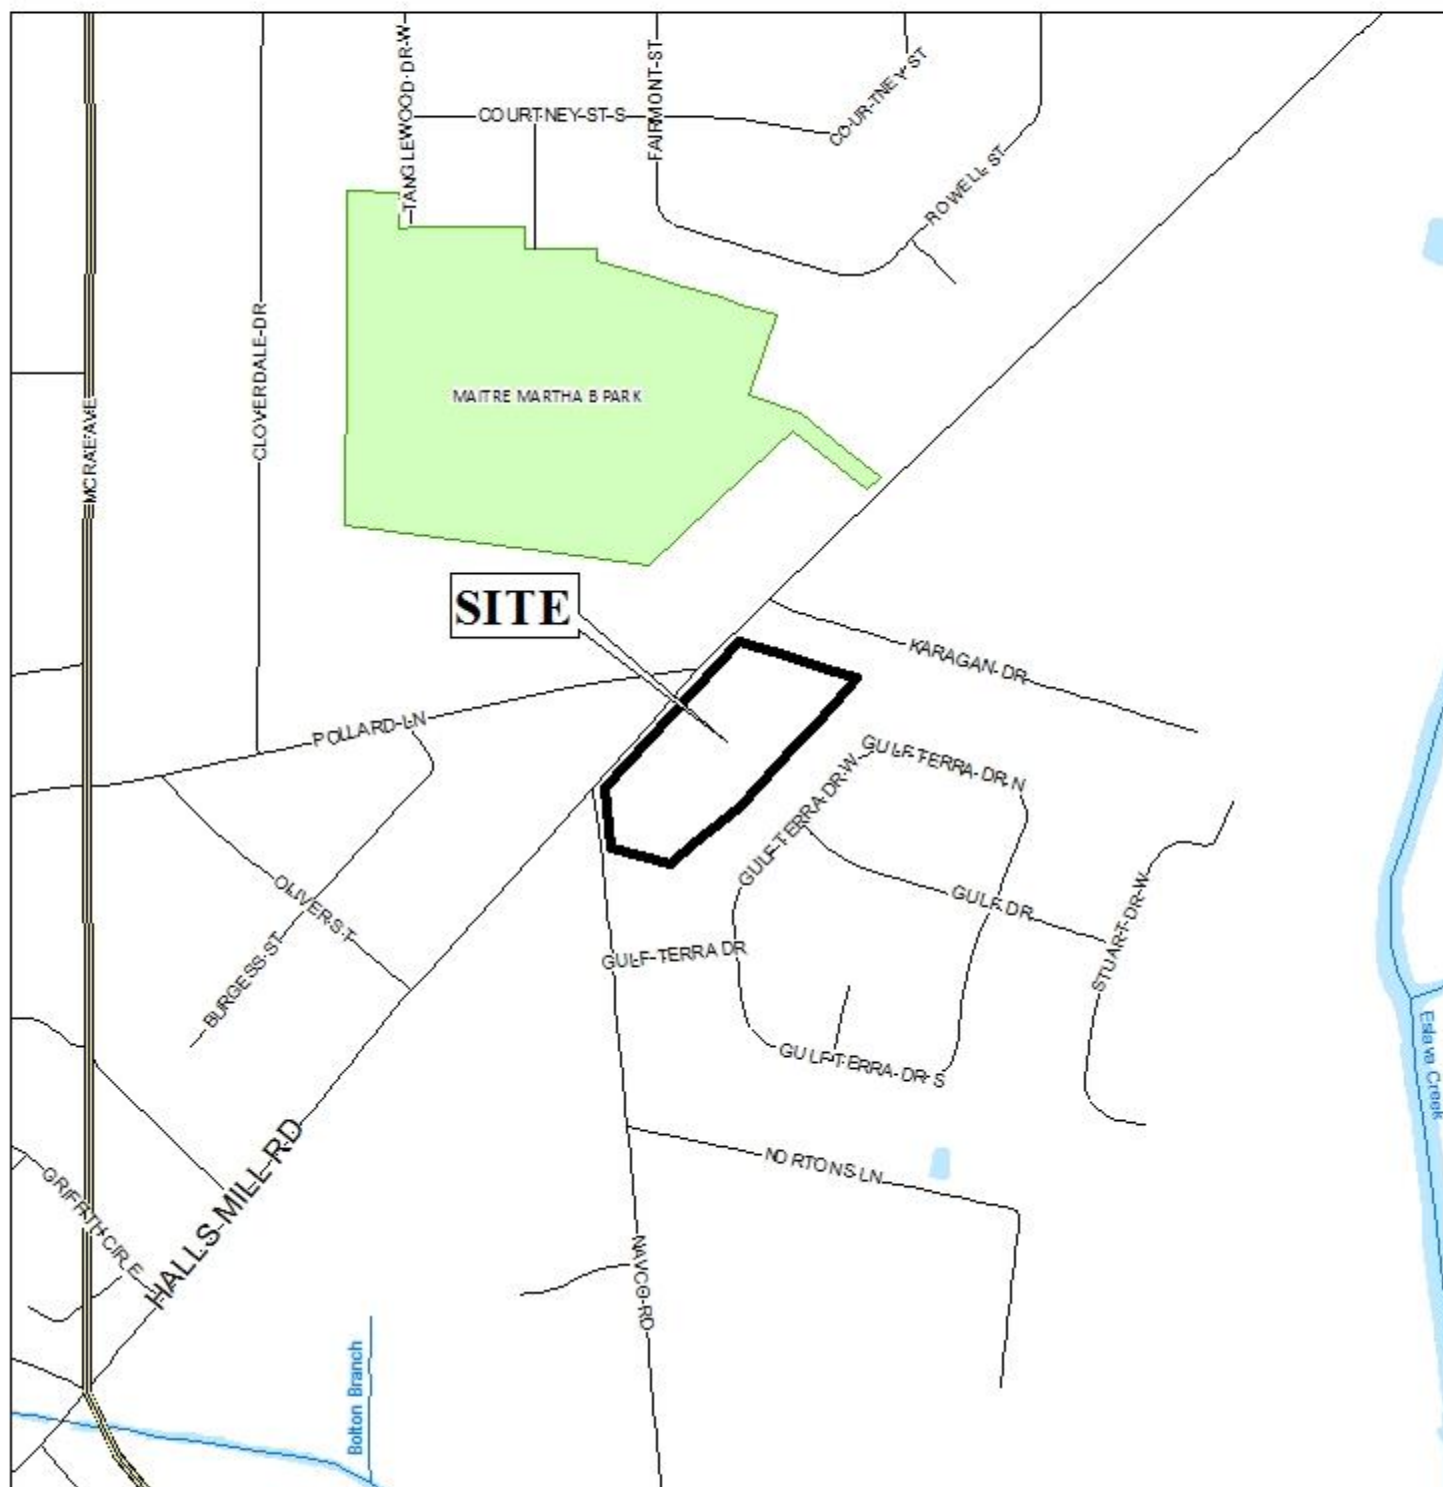 TANGLEWOOD DR W
COURTNEY ST S
FAIRMONT ST
COURTNEY ST
ROWELL ST
CLOVERDALE DR
MCRAE AVE
MAITRE MARTHA B PARK
SITE
KARAGAN DR
POLLARD LN
GULF TERRA DR N
GULF TERRA DR W
OLIVER ST
GULF DR
STUART DR W
BURGESS ST
GULF TERRA DR
GULF TERRA DR S
Eslava Creek
NORTONS LN
GRIFFITH CIR E
HALLS MILL RD
NAVCO RD
Bolton Branch